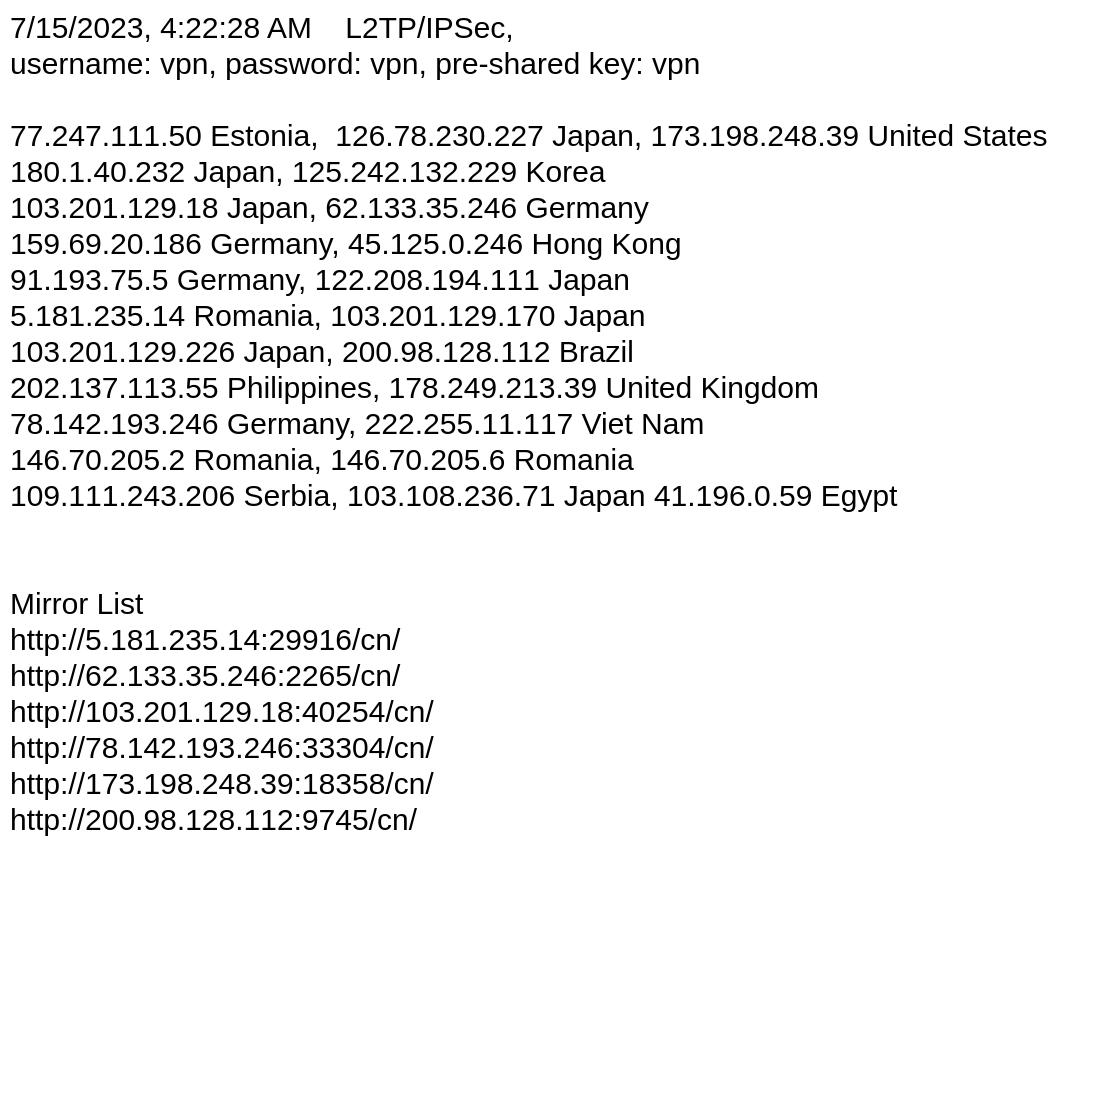 7/15/2023, 4:22:28 AM    L2TP/IPSec,
username: vpn, password: vpn, pre-shared key: vpn
77.247.111.50 Estonia,  126.78.230.227 Japan, 173.198.248.39 United States
180.1.40.232 Japan, 125.242.132.229 Korea
103.201.129.18 Japan, 62.133.35.246 Germany
159.69.20.186 Germany, 45.125.0.246 Hong Kong
91.193.75.5 Germany, 122.208.194.111 Japan
5.181.235.14 Romania, 103.201.129.170 Japan
103.201.129.226 Japan, 200.98.128.112 Brazil
202.137.113.55 Philippines, 178.249.213.39 United Kingdom
78.142.193.246 Germany, 222.255.11.117 Viet Nam
146.70.205.2 Romania, 146.70.205.6 Romania
109.111.243.206 Serbia, 103.108.236.71 Japan 41.196.0.59 Egypt
Mirror List
http://5.181.235.14:29916/cn/
http://62.133.35.246:2265/cn/
http://103.201.129.18:40254/cn/
http://78.142.193.246:33304/cn/
http://173.198.248.39:18358/cn/
http://200.98.128.112:9745/cn/